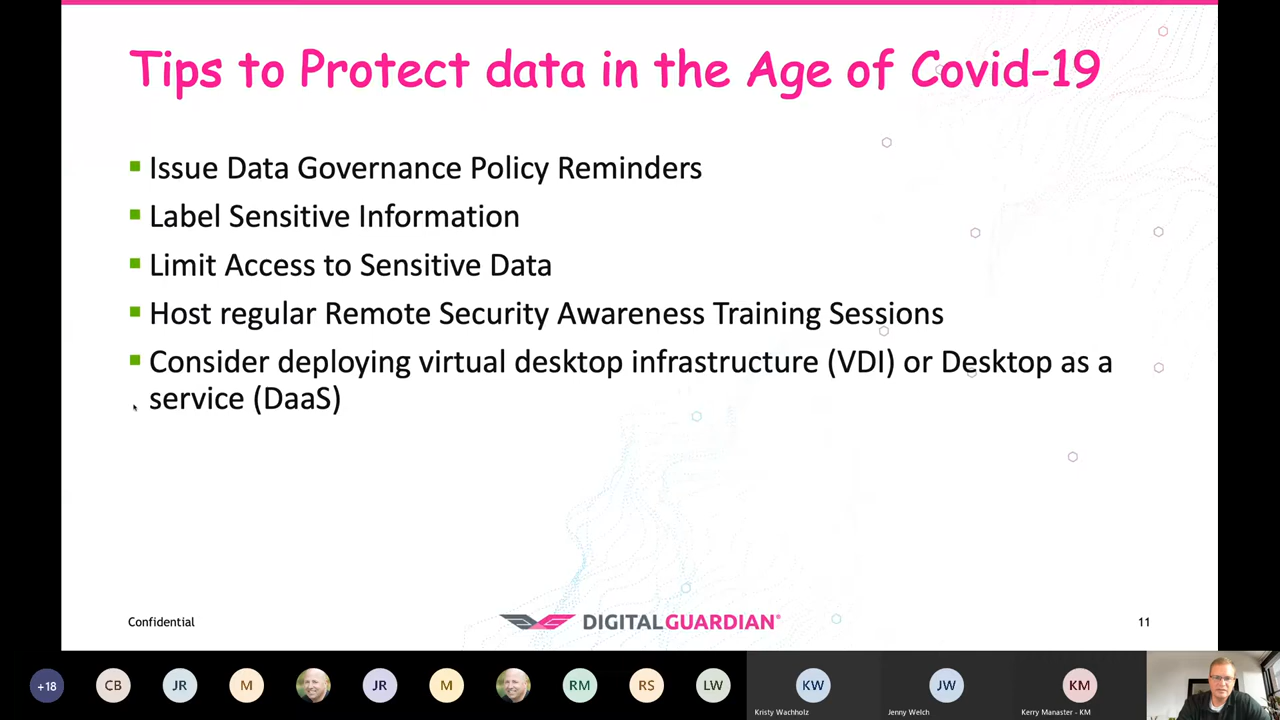 Tips to Protect data in the Age of Covid-19
Issue Data Governance Policy Reminders
Label Sensitive Information
Limit Access to Sensitive Data
Host regular Remote Security Awareness Training Sessions
Consider deploying virtual desktop infrastructure (VDI) or Desktop as a
service (DaaS)
Confidential
DIGITALGUARDIAN®
11
+18
CB
JR
M
JR
M
RM
RS
LW
KW
JW
KM
Kristy Wachholz
Jenny Welch
Kerry Manaster - KM